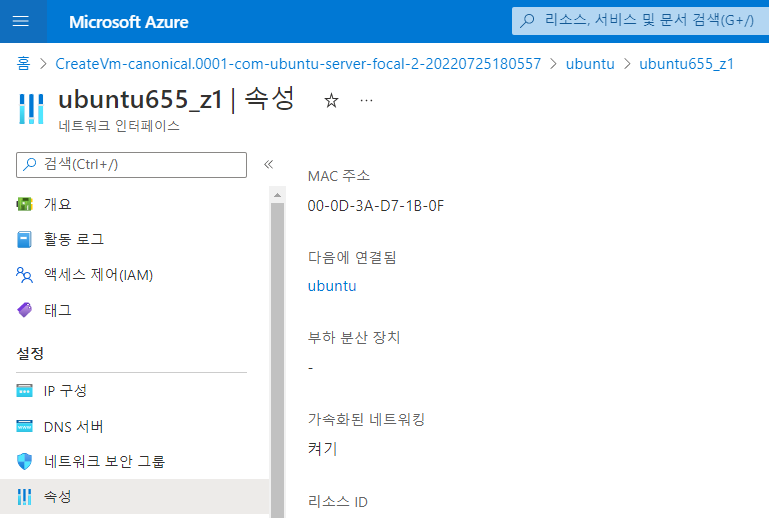 Microsoft Azure
리소스, 서비스 및 문서 검색(G+/)
홈 > CreateVm-canonical.0001-com-ubuntu-server-focal-2-20220725180557 > ubuntu > ubuntu655_z1
ubuntu655_z1 | 속성
네트워크 인터페이스
검색(Ctrl+/)
개요
활동 로그
액세스 제어(IAM)
태그
설정
IP 구성
DNS 서버
네트워크 보안 그룹
속성
MAC 주소
00-0D-3A-D7-1B-0F
다음에 연결됨
ubuntu
부하 분산 장치
-
가속화된 네트워킹
켜기
리소스 ID